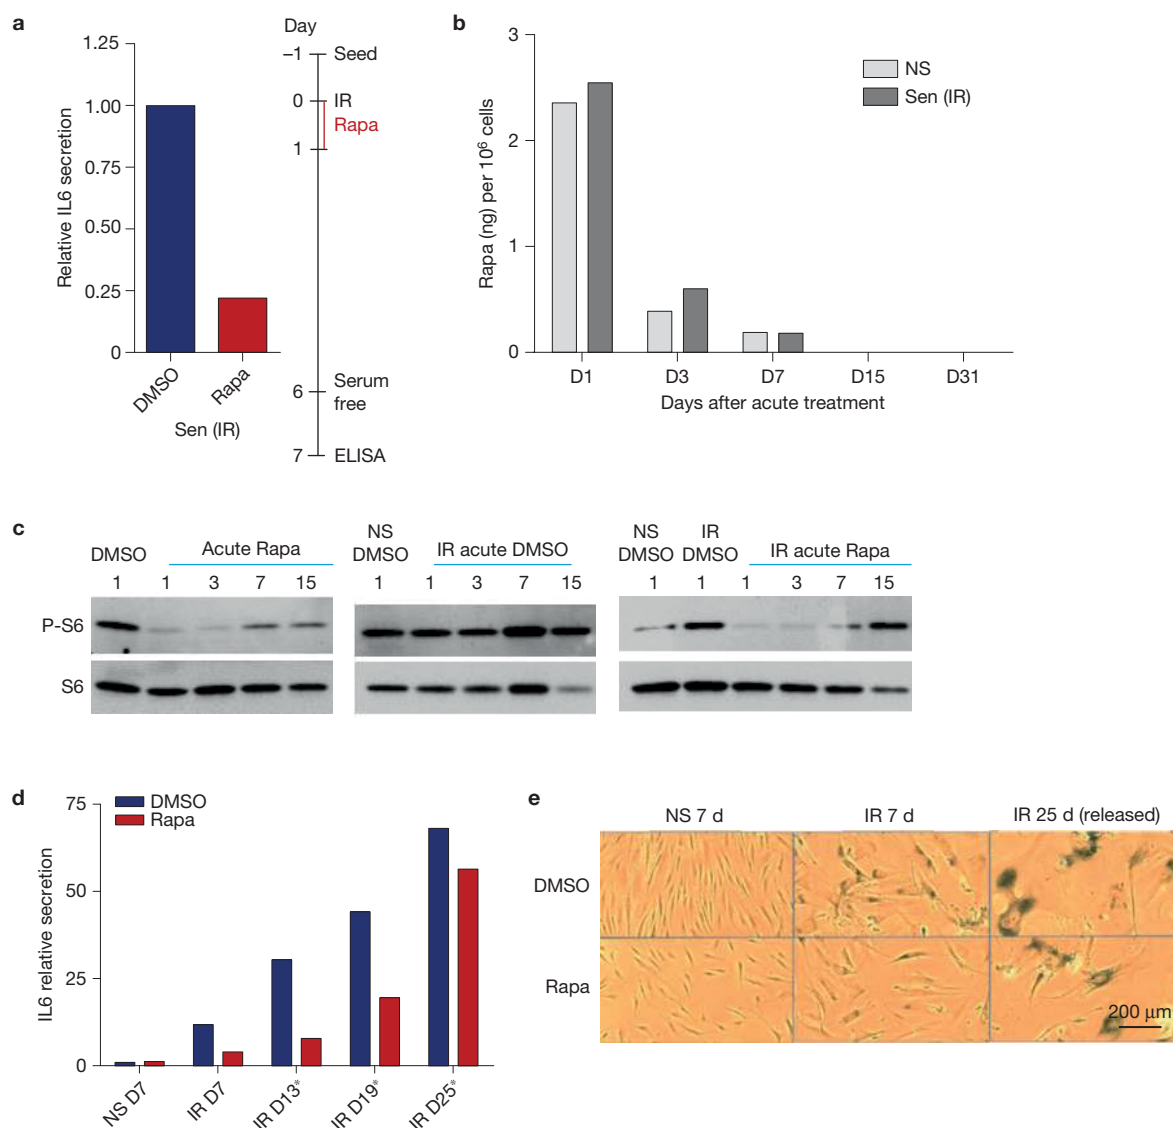 a
1.25
1.00
0.75
0.50
0.25
0
Relative IL6 secretion
DMSO
Rapa
Sen (IR)
Day
–1
Seed
0
IR
Rapa
1
6
Serum
free
7
ELISA
b
3
2
1
0
Rapa (ng) per 10⁶ cells
NS
Sen (IR)
D1
D3
D7
D15
D31
Days after acute treatment
c
DMSO
Acute Rapa
1
1
3
7
15
NS
DMSO
IR acute DMSO
1
1
3
7
15
NS
DMSO
IR
DMSO
IR acute Rapa
1
1
1
3
7
15
P-S6
S6
d
DMSO
Rapa
75
50
25
0
IL6 relative secretion
NS D7
IR D7
IR D13*
IR D19*
IR D25*
e
NS 7 d
IR 7 d
IR 25 d (released)
DMSO
Rapa
200 µm